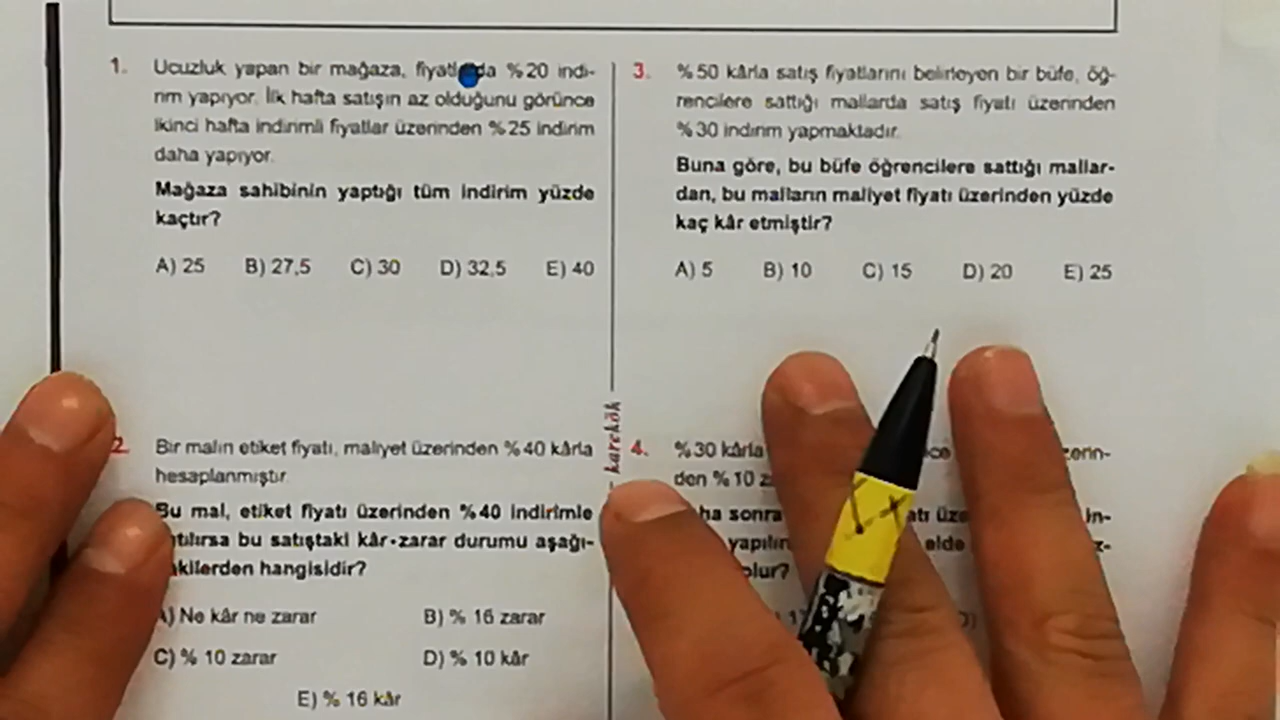 1. Ucuzluk yapan bir mağaza, %20 indi-
rim yapıyor. İlk hafta satışın az olduğunu görünce
ikinci hafta indirimli fiyatlar üzerinden %25 indirim
daha yapıyor.
Mağaza sahibinin yaptığı tüm indirim yüzde
kaçtır?
A) 25 B) 27,5 C) 30 D) 32,5 E) 40
2. Bir malın etiket fiyatı, maliyet üzerinden %40 kârla
hesaplanmıştır.
Bu mal, etiket fiyatı üzerinden %40 indirimle
bu satıştaki kâr-zarar durumu aşağı-
hangisidir?
A) Ne kâr ne zarar B) % 16 zarar
C) % 10 zarar D) % 10 kâr
E) % 16 kâr
karekök
3. %50 kârla satış fiyatlarını belirleyen bir büfe, öğ-
rencilere sattığı mallarda satış fiyatı üzerinden
%30 indirim yapmaktadır.
Buna göre, bu büfe öğrencilere sattığı mallar-
dan, bu malların maliyet fiyatı üzerinden yüzde
kaç kâr etmiştir?
A) 5 B) 10 C) 15 D) 20 E) 25
4. %30 kârla
den % 10
sonra
elde